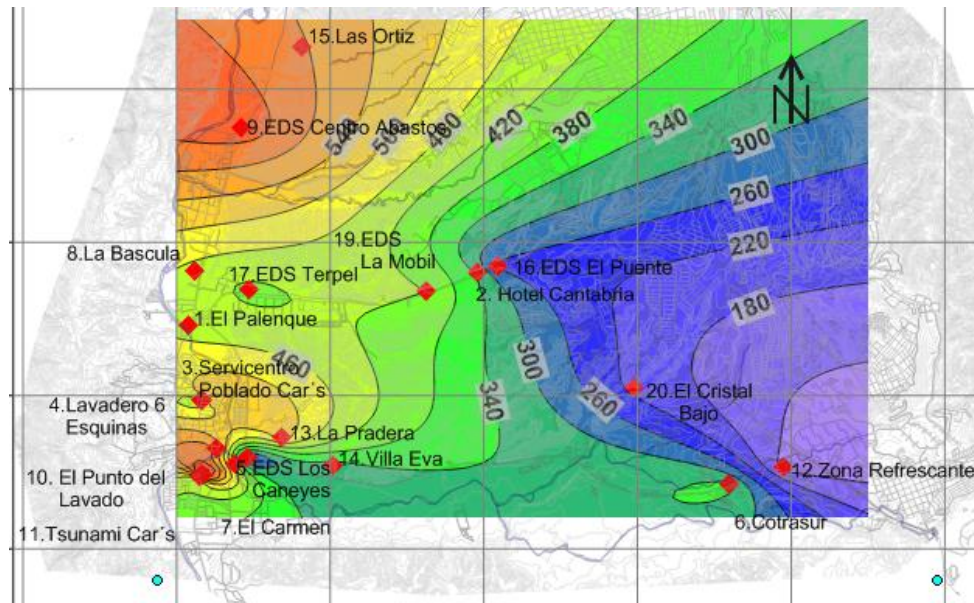 15.Las Ortiz
9.EDS Centro Abastos
540
500
460
420
380
340
300
260
220
180
N
8.La Bascula
19.EDS
La Mobil
17.EDS Terpel
16.EDS El Puente
2. Hotel Cantabria
1.El Palenque
460
3.Servicentro
Poblado Car´s
300
340
260
20.El Cristal
Bajo
4.Lavadero 6
Esquinas
13.La Pradera
14.Villa Eva
5.EDS Los
Caneyes
12.Zona Refrescante
10. El Punto del
Lavado
7.El Carmen
6.Cotrasur
11.Tsunami Car´s